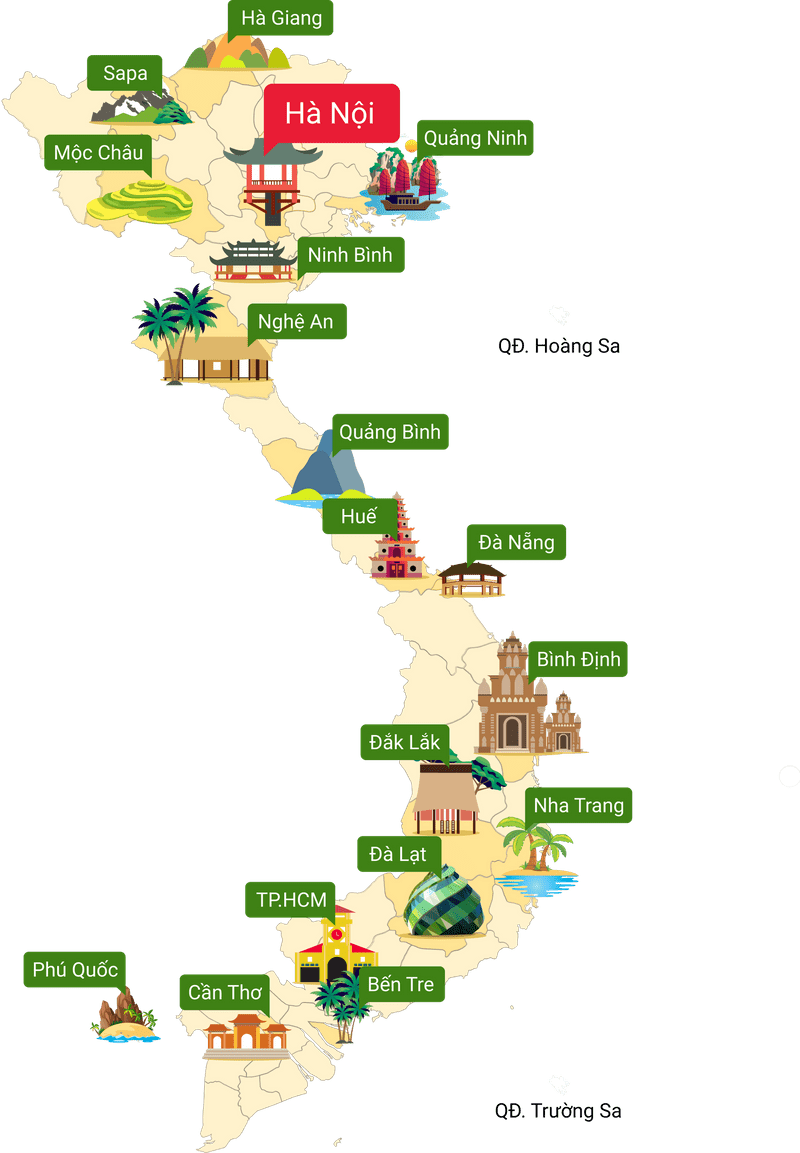 Hà Giang
Sapa
Hà Nội
Quảng Ninh
Mộc Châu
Ninh Bình
Nghệ An
QĐ. Hoàng Sa
Quảng Bình
Huế
Đà Nẵng
Bình Định
Đắk Lắk
Nha Trang
Đà Lạt
TP.HCM
Phú Quốc
Bến Tre
Cần Thơ
QĐ. Trường Sa